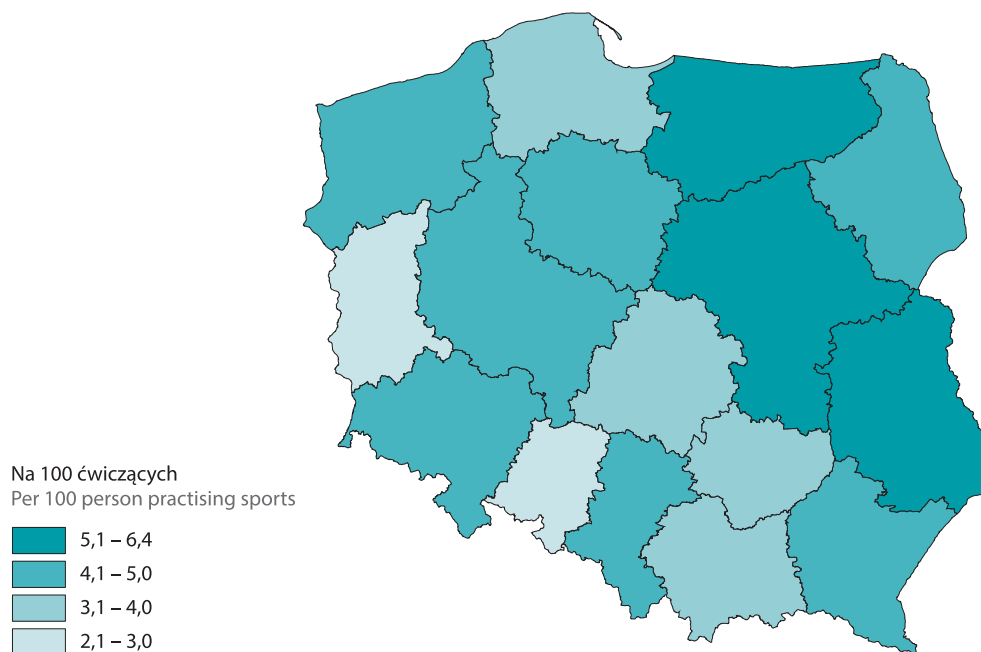 Na 100 ćwiczących
Per 100 person practising sports
5,1 – 6,4
4,1 – 5,0
3,1 – 4,0
2,1 – 3,0